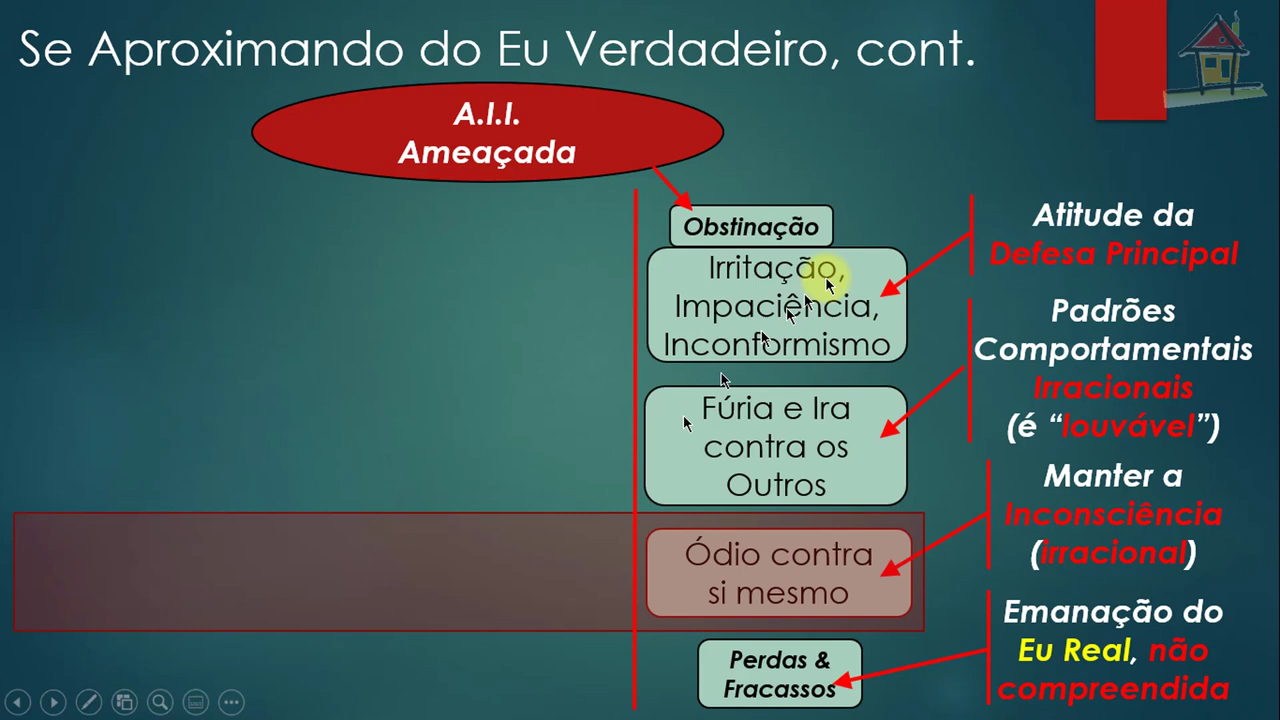 Se Aproximando do Eu Verdadeiro, cont.
A.I.I.
Ameaçada
Obstinação
Irritação,
Impaciência,
Inconformismo
Fúria e Ira
contra os
Outros
Ódio contra
si mesmo
Perdas &
Fracassos
Atitude da
Defesa Principal
Padrões
Comportamentais
Irracionais
(é “louvável”)
Manter a
Inconsciência
(irracional)
Emanação do
Eu Real, não
compreendida